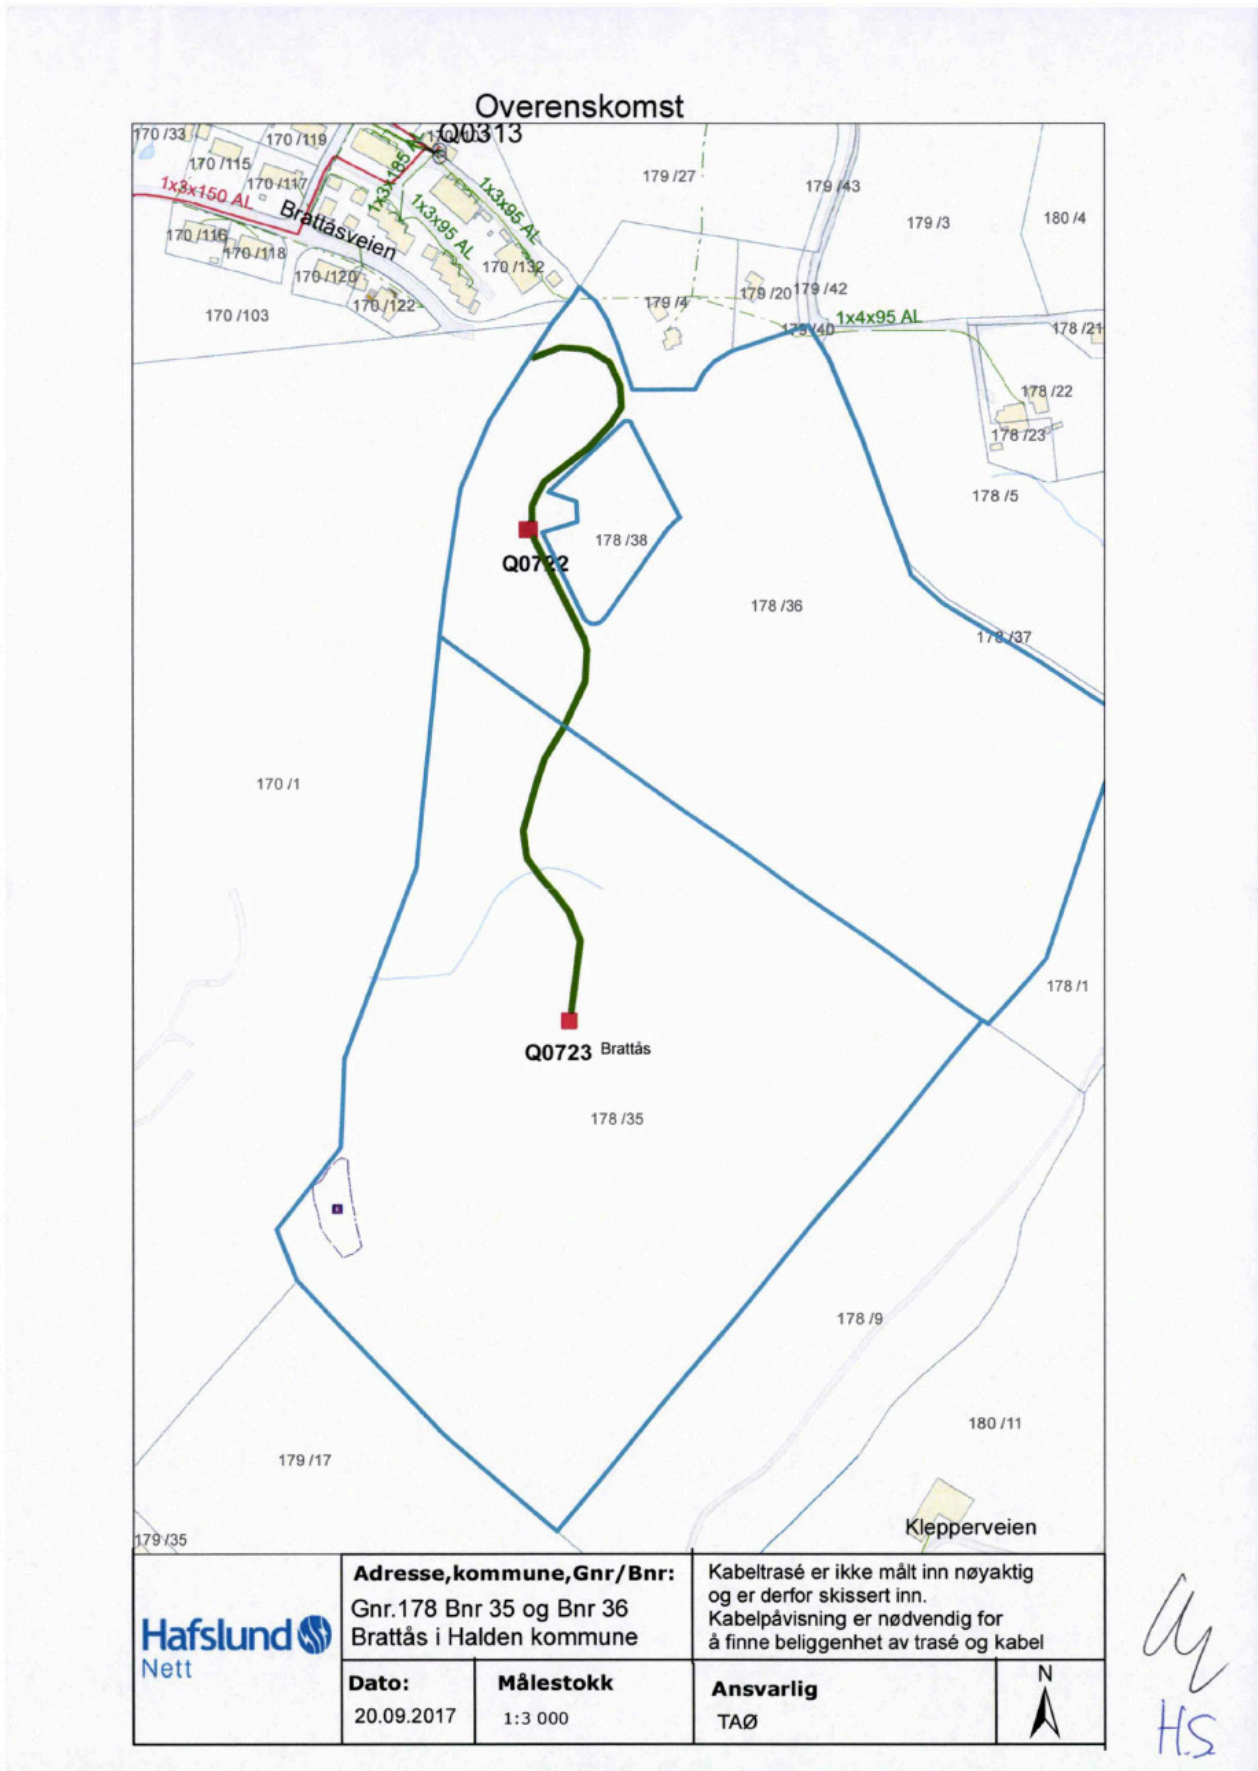 Overenskomst
Q0313
170 /33
170 /119
170 /115
170 /117
1x3x150 AL
1x3x185 AL
1x3x95 AL
1x3x95 AL
Brattåsveien
170 /116
170 /118
170 /120
170 /122
170 /132
170 /103
179 /27
179 /43
179 /3
180 /4
179 /4
179 /20
179 /42
179 /40
1x4x95 AL
178 /21
178 /22
178 /23
178 /5
Q0722
178 /38
178 /36
178 /37
170 /1
178 /1
Q0723 Brattås
178 /35
178 /9
180 /11
179 /17
179 /35
Klepperveien
Hafslund
Nett
Adresse,kommune,Gnr/Bnr:
Gnr.178 Bnr 35 og Bnr 36
Brattås i Halden kommune
Kabeltrasé er ikke målt inn nøyaktig
og er derfor skissert inn.
Kabelpåvisning er nødvendig for
å finne beliggenhet av trasé og kabel
Dato:
20.09.2017
Målestokk
1:3 000
Ansvarlig
TAØ
N
H.S.